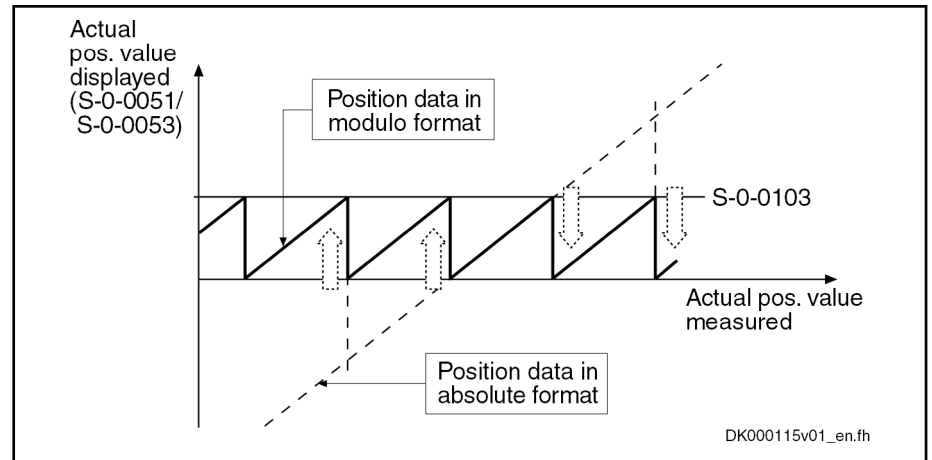 Actual
pos. value
displayed
(S-0-0051/
S-0-0053)
Position data in
modulo format
S-0-0103
Actual pos. value
measured
Position data in
absolute format
DK000115v01_en.fh